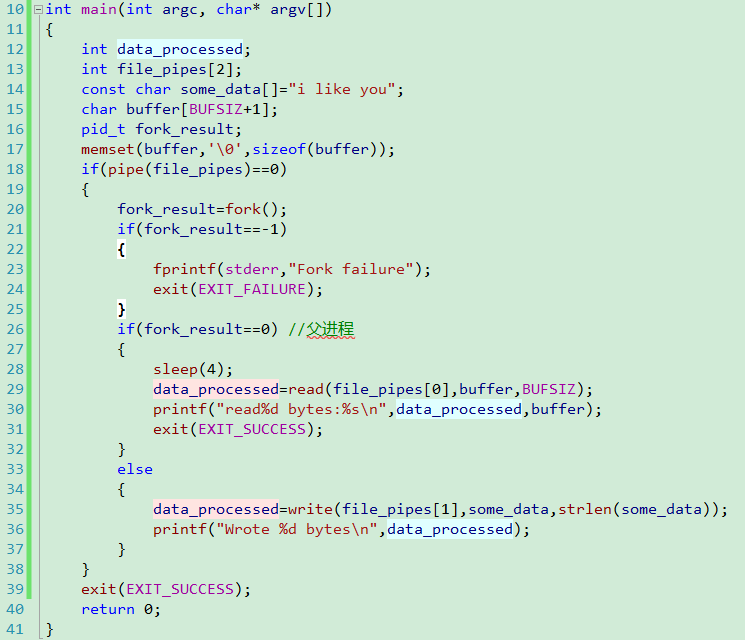 10 int main(int argc, char* argv[])
11 {
12     int data_processed;
13     int file_pipes[2];
14     const char some_data[]="i like you";
15     char buffer[BUFSIZ+1];
16     pid_t fork_result;
17     memset(buffer,'\0',sizeof(buffer));
18     if(pipe(file_pipes)==0)
19     {
20         fork_result=fork();
21         if(fork_result==-1)
22         {
23             fprintf(stderr,"Fork failure");
24             exit(EXIT_FAILURE);
25         }
26         if(fork_result==0) //父进程
27         {
28             sleep(4);
29             data_processed=read(file_pipes[0],buffer,BUFSIZ);
30             printf("read%d bytes:%s\n",data_processed,buffer);
31             exit(EXIT_SUCCESS);
32         }
33         else
34         {
35             data_processed=write(file_pipes[1],some_data,strlen(some_data));
36             printf("Wrote %d bytes\n",data_processed);
37         }
38     }
39     exit(EXIT_SUCCESS);
40     return 0;
41 }